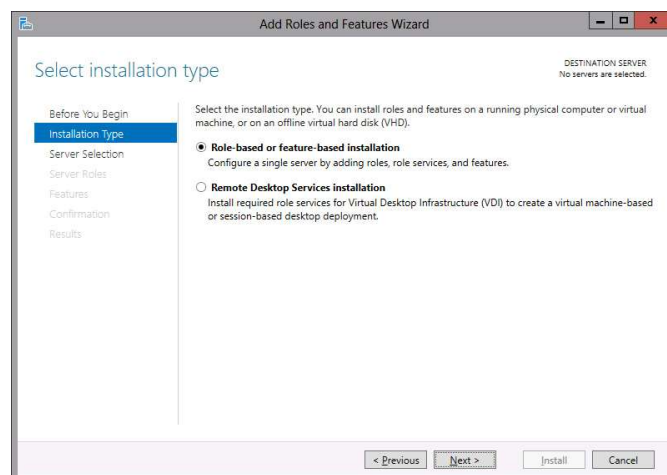 Add Roles and Features Wizard
Select installation type
DESTINATION SERVER
No servers are selected.
Before You Begin
Installation Type
Server Selection
Server Roles
Features
Confirmation
Results
Select the installation type. You can install roles and features on a running physical computer or virtual
machine, or on an offline virtual hard disk (VHD).
Role-based or feature-based installation
Configure a single server by adding roles, role services, and features.
Remote Desktop Services installation
Install required role services for Virtual Desktop Infrastructure (VDI) to create a virtual machine-based
or session-based desktop deployment.
< Previous
Next >
Install
Cancel